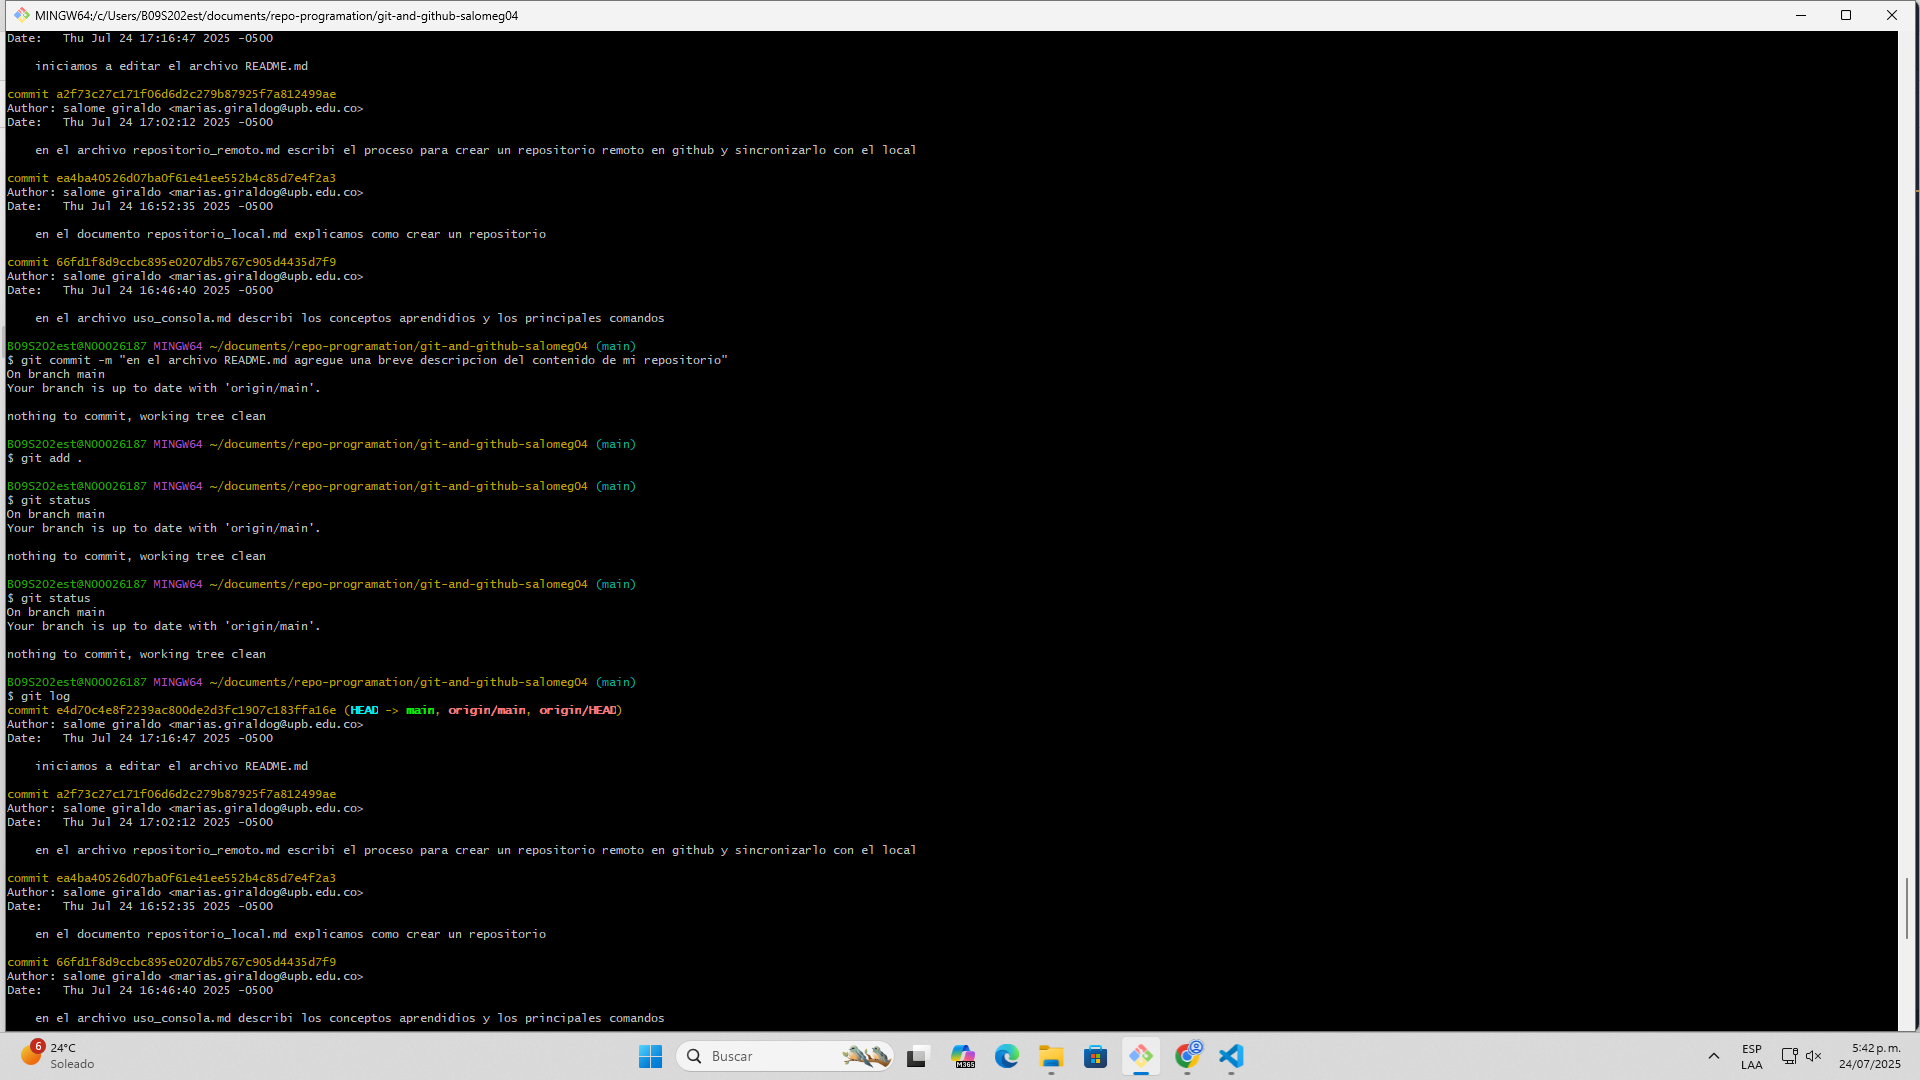 MINGW64:/c/Users/B09S202est/documents/repo-programation/git-and-github-salomeg04
Date:   Thu Jul 24 17:16:47 2025 -0500
iniciamos a editar el archivo README.md
commit a2f73c27c171f06d6d2c279b87925f7a812499ae
Author: salome giraldo <marias.giraldog@upb.edu.co>
Date:   Thu Jul 24 17:02:12 2025 -0500
en el archivo repositorio_remoto.md escribi el proceso para crear un repositorio remoto en github y sincronizarlo con el local
commit ea4ba40526d07ba0f61e41ee552b4c85d7e4f2a3
Author: salome giraldo <marias.giraldog@upb.edu.co>
Date:   Thu Jul 24 16:52:35 2025 -0500
en el documento repositorio_local.md explicamos como crear un repositorio
commit 66fd1f8d9ccbc895e0207db5767c905d4435d7f9
Author: salome giraldo <marias.giraldog@upb.edu.co>
Date:   Thu Jul 24 16:46:40 2025 -0500
en el archivo uso_consola.md describi los conceptos aprendidios y los principales comandos
B09S202est@N00026187 MINGW64 ~/documents/repo-programation/git-and-github-salomeg04 (main)
$ git commit -m "en el archivo README.md agregue una breve descripcion del contenido de mi repositorio"
On branch main
Your branch is up to date with 'origin/main'.
nothing to commit, working tree clean
B09S202est@N00026187 MINGW64 ~/documents/repo-programation/git-and-github-salomeg04 (main)
$ git add .
B09S202est@N00026187 MINGW64 ~/documents/repo-programation/git-and-github-salomeg04 (main)
$ git status
On branch main
Your branch is up to date with 'origin/main'.
nothing to commit, working tree clean
B09S202est@N00026187 MINGW64 ~/documents/repo-programation/git-and-github-salomeg04 (main)
$ git status
On branch main
Your branch is up to date with 'origin/main'.
nothing to commit, working tree clean
B09S202est@N00026187 MINGW64 ~/documents/repo-programation/git-and-github-salomeg04 (main)
$ git log
commit e4d70c4e8f2239ac800de2d3fc1907c183ffa16e (HEAD -> main, origin/main, origin/HEAD)
Author: salome giraldo <marias.giraldog@upb.edu.co>
Date:   Thu Jul 24 17:16:47 2025 -0500
iniciamos a editar el archivo README.md
commit a2f73c27c171f06d6d2c279b87925f7a812499ae
Author: salome giraldo <marias.giraldog@upb.edu.co>
Date:   Thu Jul 24 17:02:12 2025 -0500
en el archivo repositorio_remoto.md escribi el proceso para crear un repositorio remoto en github y sincronizarlo con el local
commit ea4ba40526d07ba0f61e41ee552b4c85d7e4f2a3
Author: salome giraldo <marias.giraldog@upb.edu.co>
Date:   Thu Jul 24 16:52:35 2025 -0500
en el documento repositorio_local.md explicamos como crear un repositorio
commit 66fd1f8d9ccbc895e0207db5767c905d4435d7f9
Author: salome giraldo <marias.giraldog@upb.edu.co>
Date:   Thu Jul 24 16:46:40 2025 -0500
en el archivo uso_consola.md describi los conceptos aprendidios y los principales comandos
6
24°C
Soleado
Buscar
M365
ESP
LAA
5:42 p. m.
24/07/2025